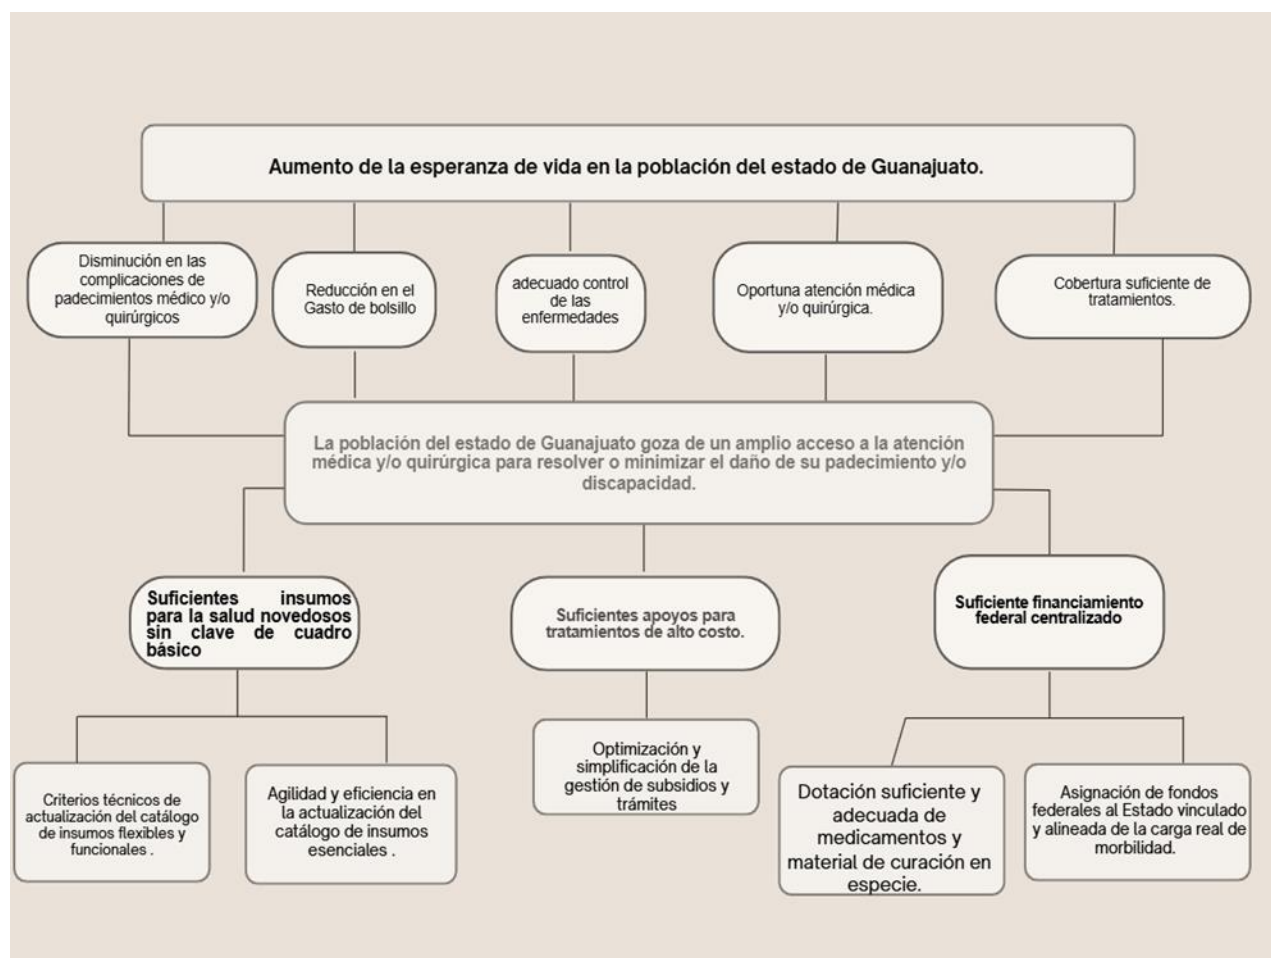 Aumento de la esperanza de vida en la población del estado de Guanajuato.
Disminución en las
complicaciones de
padecimientos médico y/o
quirúrgicos
Reducción en el
Gasto de bolsillo
adecuado control
de las
enfermedades
Oportuna atención médica
y/o quirúrgica.
Cobertura suficiente de
tratamientos.
La población del estado de Guanajuato goza de un amplio acceso a la atención
médica y/o quirúrgica para resolver o minimizar el daño de su padecimiento y/o
discapacidad.
Suficientes insumos
para la salud novedosos
sin clave de cuadro
básico
Suficientes apoyos para
tratamientos de alto costo.
Suficiente financiamiento
federal centralizado
Criterios técnicos de
actualización del catálogo
de insumos flexibles y
funcionales .
Agilidad y eficiencia en
la actualización del
catálogo de insumos
esenciales .
Optimización y
simplificación de la
gestión de subsidios y
trámites
Dotación suficiente y
adecuada de
medicamentos y
material de curación en
especie.
Asignación de fondos
federales al Estado vinculado
y alineada de la carga real de
morbilidad.